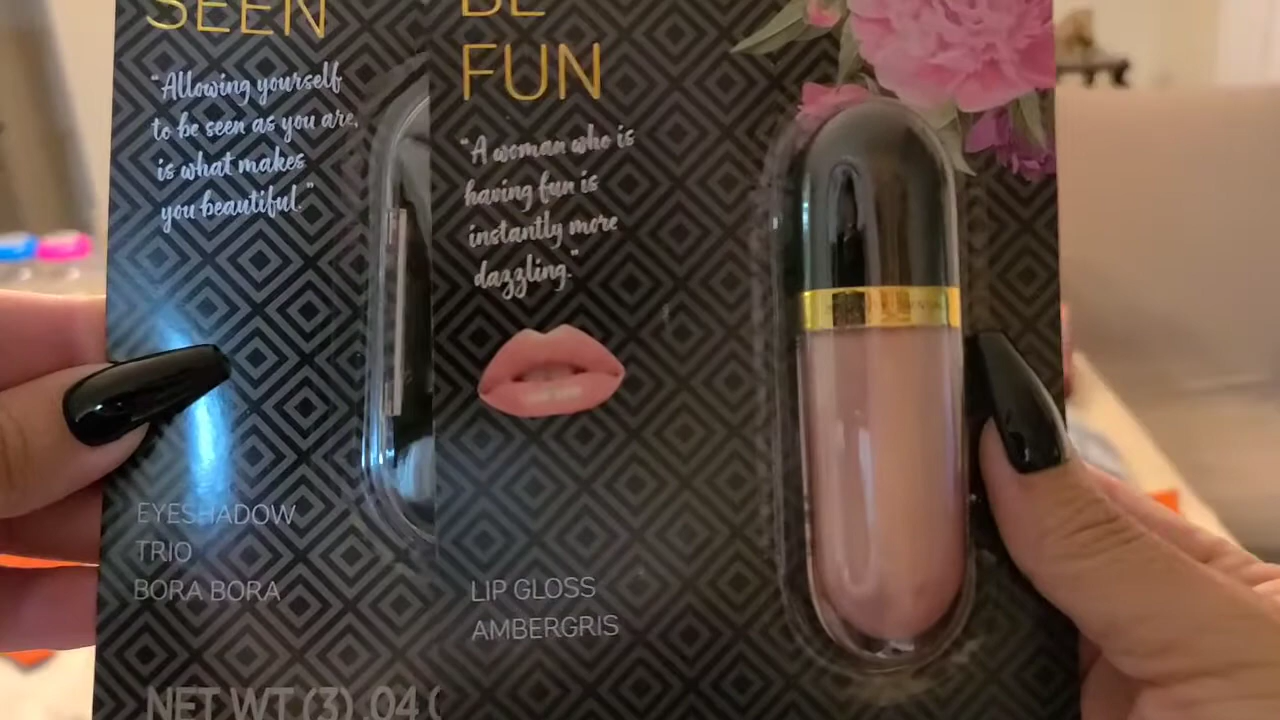 SEEN
"Allowing yourself
to be seen as you are,
is what makes
you beautiful."
EYESHADOW
TRIO
BORA BORA
NET WT (3) .04 (
BE
FUN
"A woman who is
having fun is
instantly more
dazzling."
LIP GLOSS
AMBERGRIS